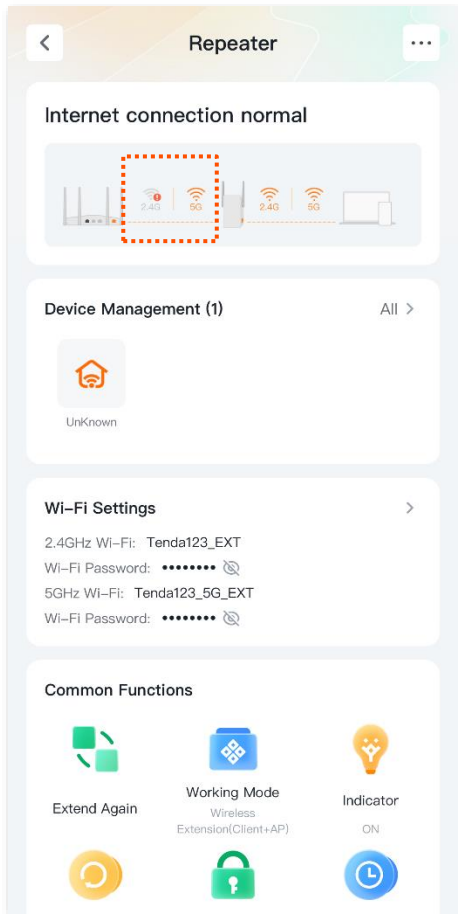 Repeater
Internet connection normal
2.4G 5G 2.4G 5G
Device Management (1) All
UnKnown
Wi-Fi Settings
2.4GHz Wi-Fi: Tenda123_EXT
Wi-Fi Password: ••••••••
5GHz Wi-Fi: Tenda123_5G_EXT
Wi-Fi Password: ••••••••
Common Functions
Extend Again
Working Mode
Wireless
Extension(Client+AP)
Indicator
ON